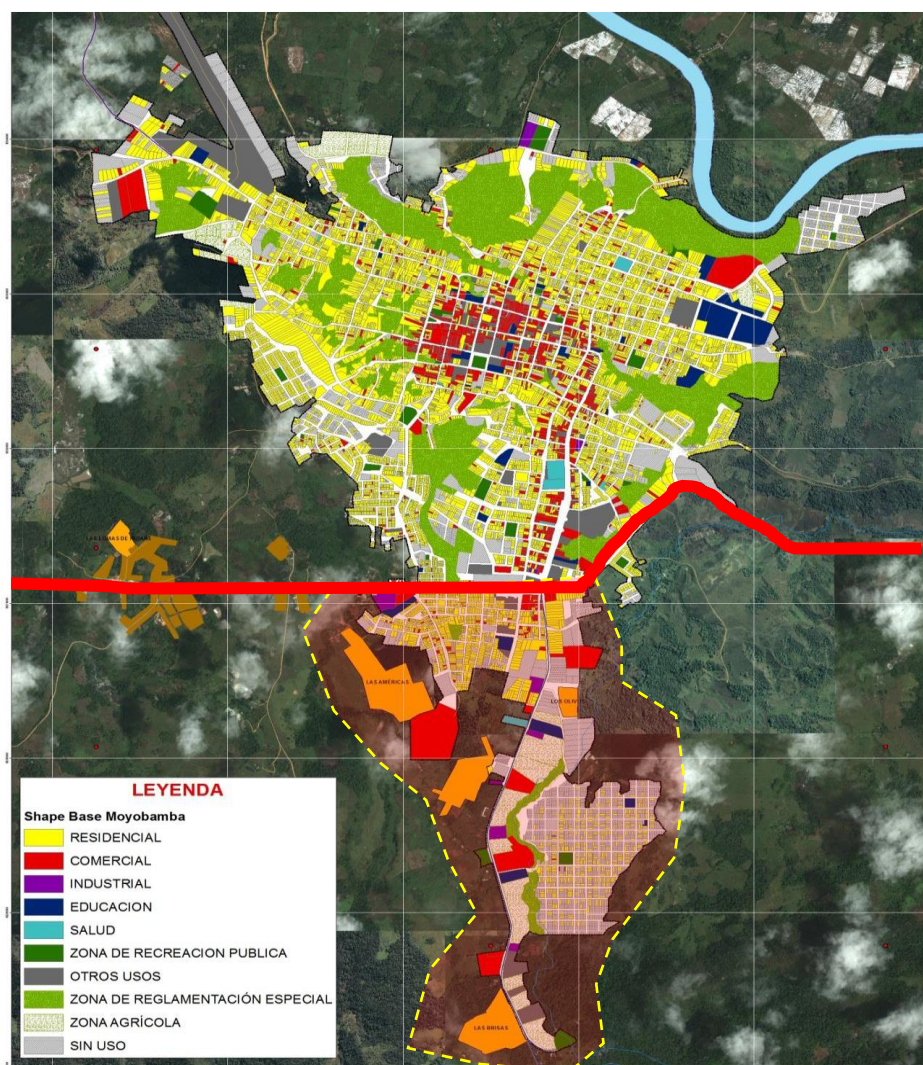 LAS AMÉRICAS
LAS BRISAS
LEYENDA
Shape Base Moyobamba
RESIDENCIAL
COMERCIAL
INDUSTRIAL
EDUCACION
SALUD
ZONA DE RECREACION PUBLICA
OTROS USOS
ZONA DE REGLAMENTACIÓN ESPECIAL
ZONA AGRÍCOLA
SIN USO